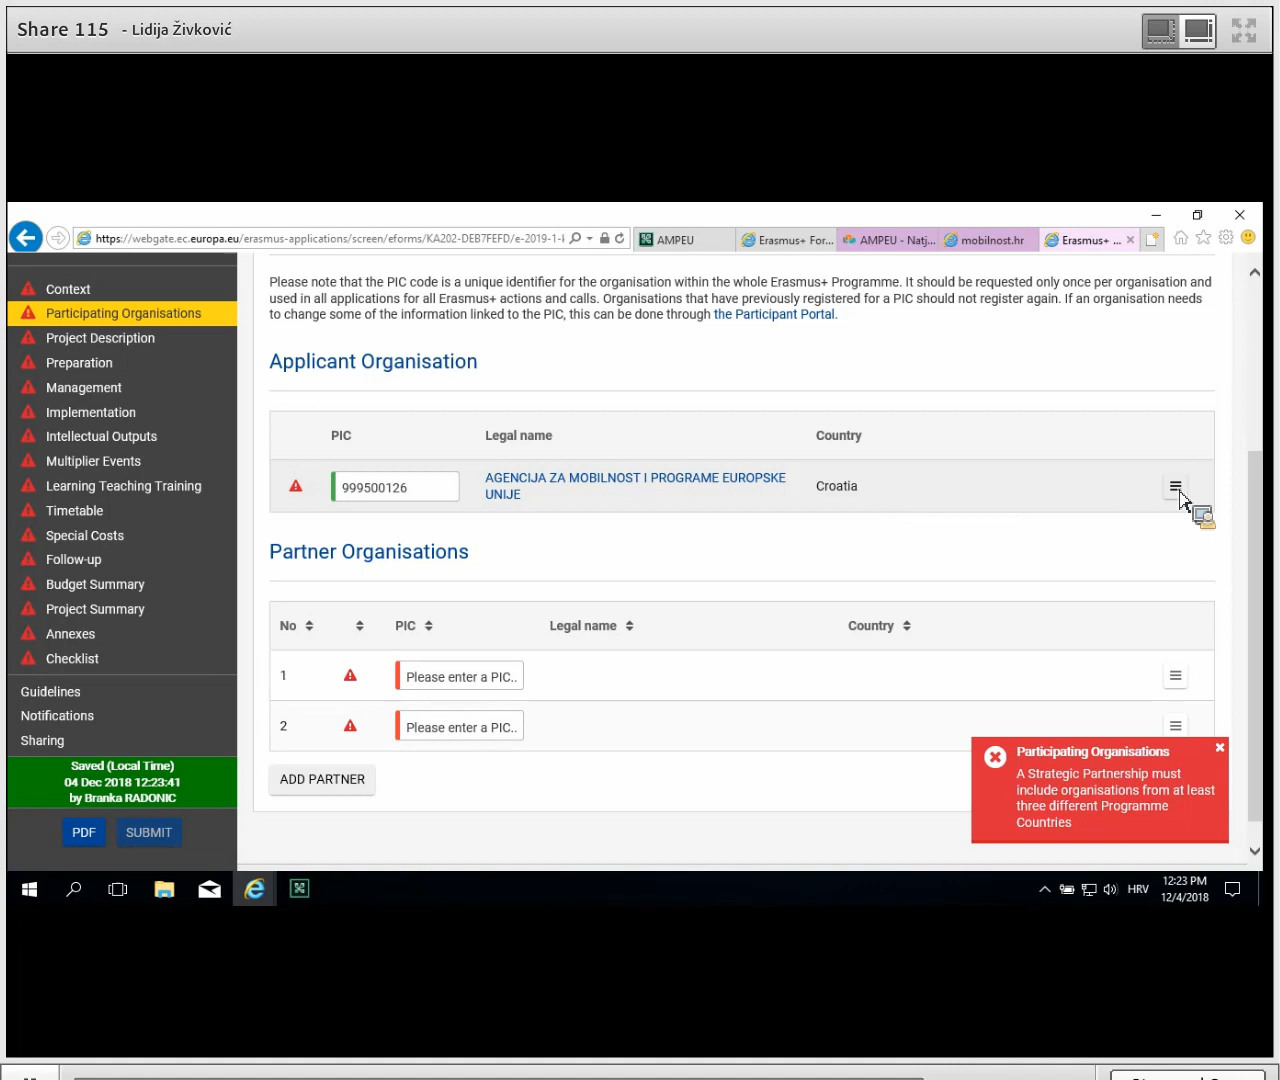 Share 115 - Lidija Živković
https://webgate.ec.europa.eu/erasmus-applications/screen/eforms/KA202-DEB7FEFD/e-2019-1-
AMPEU
Erasmus+ For...
AMPEU - Natj...
mobilnost.hr
Erasmus+ ...
Context
Participating Organisations
Project Description
Preparation
Management
Implementation
Intellectual Outputs
Multiplier Events
Learning Teaching Training
Timetable
Special Costs
Follow-up
Budget Summary
Project Summary
Annexes
Checklist
Guidelines
Notifications
Sharing
Saved (Local Time)
04 Dec 2018 12:23:41
by Branka RADONIC
PDF SUBMIT
Please note that the PIC code is a unique identifier for the organisation within the whole Erasmus+ Programme. It should be requested only once per organisation and
used in all applications for all Erasmus+ actions and calls. Organisations that have previously registered for a PIC should not register again. If an organisation needs
to change some of the information linked to the PIC, this can be done through the Participant Portal.
Applicant Organisation
PIC Legal name Country
999500126 AGENCIJA ZA MOBILNOST I PROGRAME EUROPSKE
UNIJE
Croatia
Partner Organisations
No PIC Legal name Country
1 Please enter a PIC..
2 Please enter a PIC..
ADD PARTNER
Participating Organisations
A Strategic Partnership must
include organisations from at least
three different Programme
Countries
HRV
12:23 PM
12/4/2018